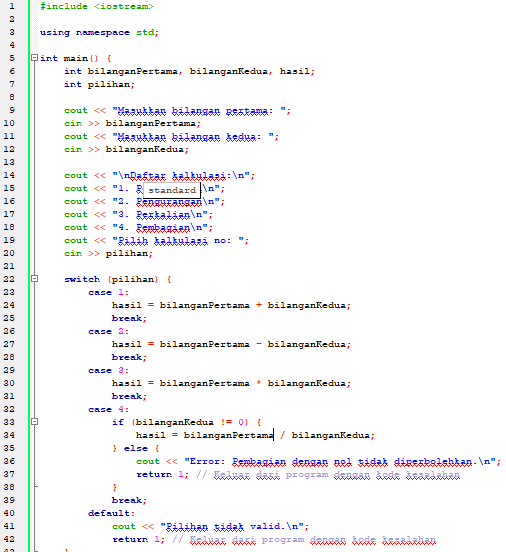 1 #include <iostream>
2
3 using namespace std;
4
5 int main() {
6 int bilanganPertama, bilanganKedua, hasil;
7 int pilihan;
8
9 cout << "Masukkan bilangan pertama: ";
10 cin >> bilanganPertama;
11 cout << "Masukkan bilangan kedua: ";
12 cin >> bilanganKedua;
13
14 cout << "\nDaftar kalkulasi:\n";
15 cout << "1. P standard \n";
16 cout << "2. Pengurangan\n";
17 cout << "3. Perkalian\n";
18 cout << "4. Pembagian\n";
19 cout << "Pilih kalkulasi no: ";
20 cin >> pilihan;
21
22 switch (pilihan) {
23 case 1:
24 hasil = bilanganPertama + bilanganKedua;
25 break;
26 case 2:
27 hasil = bilanganPertama - bilanganKedua;
28 break;
29 case 3:
30 hasil = bilanganPertama * bilanganKedua;
31 break;
32 case 4:
33 if (bilanganKedua != 0) {
34 hasil = bilanganPertama / bilanganKedua;
35 } else {
36 cout << "Error: Pembagian dengan nol tidak diperbolehkan.\n";
37 return 1; // Keluar dari program dengan kode kesalahan
38 }
39 break;
40 default:
41 cout << "Pilihan tidak valid.\n";
42 return 1; // Keluar dari program dengan kode kesalahan